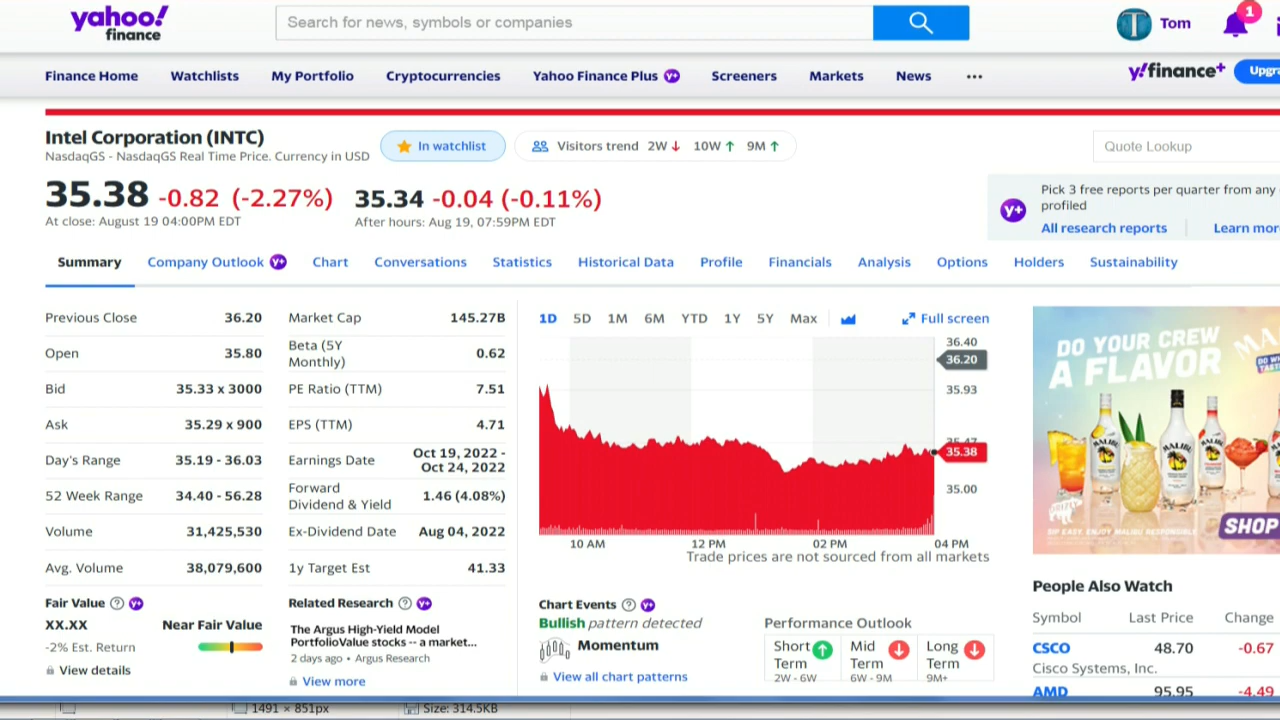 yahoo!
finance
Search for news, symbols or companies
T
Tom
1
Finance Home
Watchlists
My Portfolio
Cryptocurrencies
Yahoo Finance Plus y+
Screeners
Markets
News
...
y!finance+
Upgra
Intel Corporation (INTC)
NasdaqGS - NasdaqGS Real Time Price. Currency in USD
In watchlist
Visitors trend 2W ↓ 10W ↑ 9M ↑
Quote Lookup
35.38 -0.82 (-2.27%)
At close: August 19 04:00PM EDT
35.34 -0.04 (-0.11%)
After hours: Aug 19, 07:59PM EDT
y+
Pick 3 free reports per quarter from any
profiled
All research reports
Learn mor
Summary
Company Outlook y+
Chart
Conversations
Statistics
Historical Data
Profile
Financials
Analysis
Options
Holders
Sustainability
Previous Close 36.20
Open 35.80
Bid 35.33 x 3000
Ask 35.29 x 900
Day's Range 35.19 - 36.03
52 Week Range 34.40 - 56.28
Volume 31,425,530
Avg. Volume 38,079,600
Market Cap 145.27B
Beta (5Y
Monthly) 0.62
PE Ratio (TTM) 7.51
EPS (TTM) 4.71
Earnings Date Oct 19, 2022 -
Oct 24, 2022
Forward
Dividend & Yield 1.46 (4.08%)
Ex-Dividend Date Aug 04, 2022
1y Target Est 41.33
Fair Value ? y+
XX.XX Near Fair Value
-2% Est. Return
View details
Related Research ? y+
The Argus High-Yield Model
PortfolioValue stocks -- a market...
2 days ago • Argus Research
View more
1D 5D 1M 6M YTD 1Y 5Y Max
Full screen
36.40
36.20
35.93
35.47
35.38
35.00
10 AM 12 PM 02 PM 04 PM
Trade prices are not sourced from all markets
Chart Events ? y+
Bullish pattern detected
Momentum
View all chart patterns
Performance Outlook
Short
Term
2W - 6W
Mid
Term
6W - 9M
Long
Term
9M+
DO YOUR CREW
A FLAVOR
MA
DO W
MALIBU
MALIBU
MALIBU
SIP EASY. ENJOY MALIBU RESPONSIBLY.
SHOP
People Also Watch
Symbol Last Price Change
CSCO 48.70 -0.67
Cisco Systems, Inc.
AMD 95.95 -4.49
1491 × 851px
Size: 314.5KB